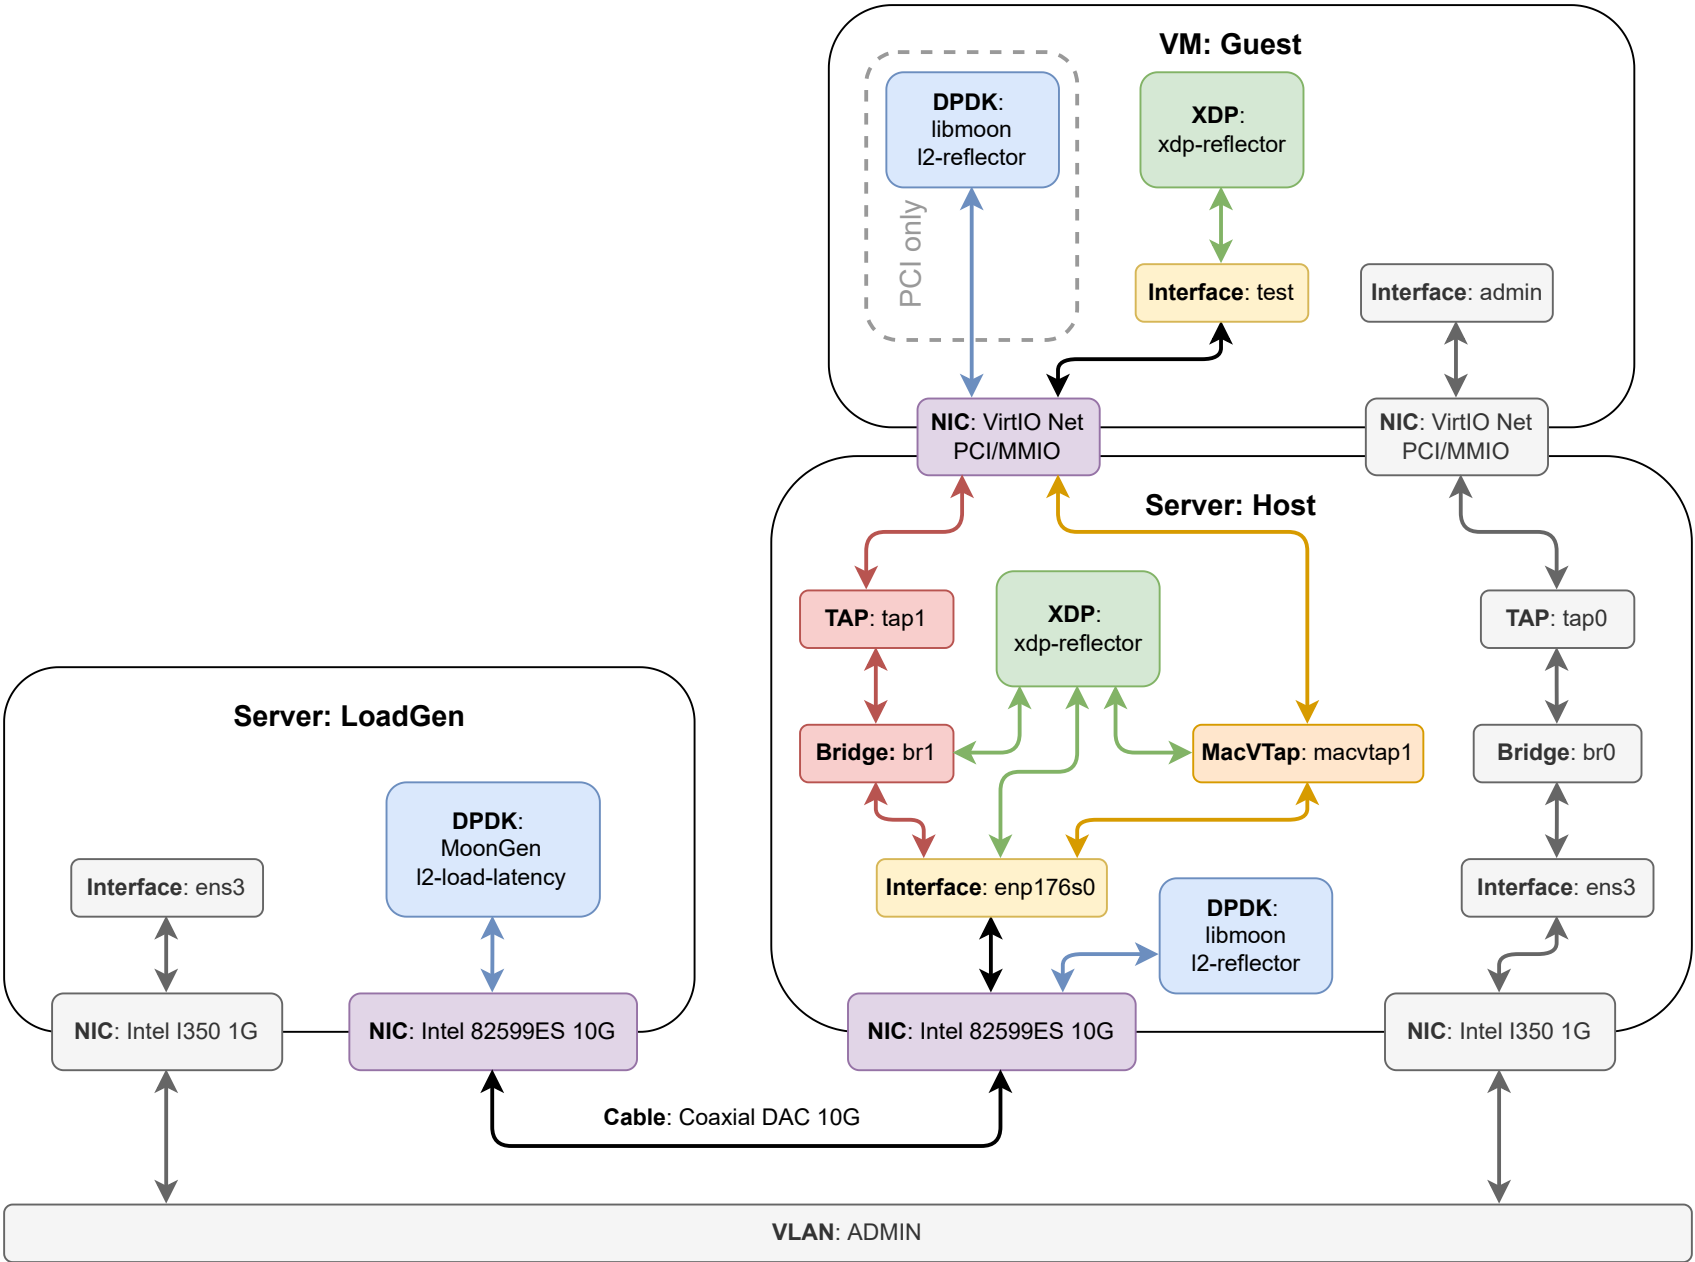 VM: Guest
DPDK:
libmoon
l2-reflector
PCI only
XDP:
xdp-reflector
Interface: test
Interface: admin
NIC: VirtIO Net
PCI/MMIO
NIC: VirtIO Net
PCI/MMIO
Server: Host
TAP: tap1
XDP:
xdp-reflector
TAP: tap0
Bridge: br1
MacVTap: macvtap1
Bridge: br0
Interface: enp176s0
DPDK:
libmoon
l2-reflector
Interface: ens3
NIC: Intel 82599ES 10G
NIC: Intel I350 1G
Server: LoadGen
DPDK:
MoonGen
l2-load-latency
Interface: ens3
NIC: Intel I350 1G
NIC: Intel 82599ES 10G
Cable: Coaxial DAC 10G
VLAN: ADMIN